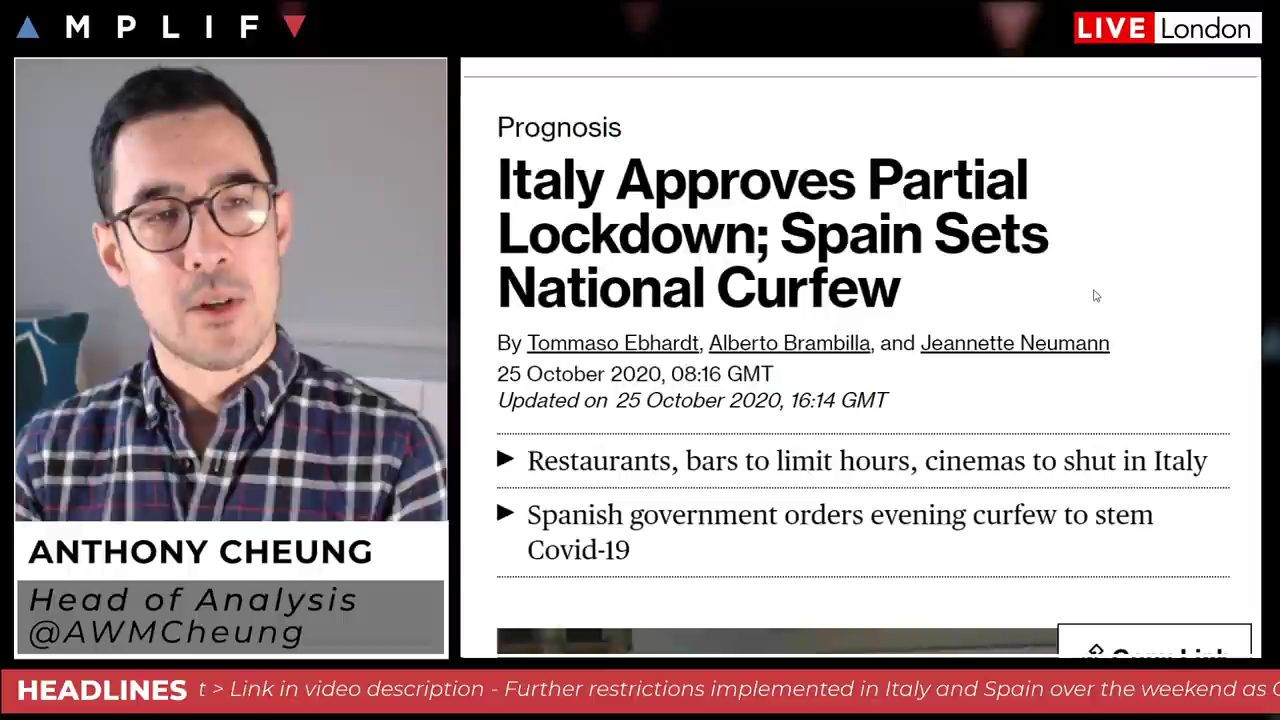 ▲ M P L I F ▼
LIVE London
Prognosis
Italy Approves Partial
Lockdown; Spain Sets
National Curfew
By Tommaso Ebhardt, Alberto Brambilla, and Jeannette Neumann
25 October 2020, 08:16 GMT
Updated on 25 October 2020, 16:14 GMT
► Restaurants, bars to limit hours, cinemas to shut in Italy
► Spanish government orders evening curfew to stem
Covid-19
Copy Link
ANTHONY CHEUNG
Head of Analysis
@AWMCheung
HEADLINES t > Link in video description - Further restrictions implemented in Italy and Spain over the weekend as